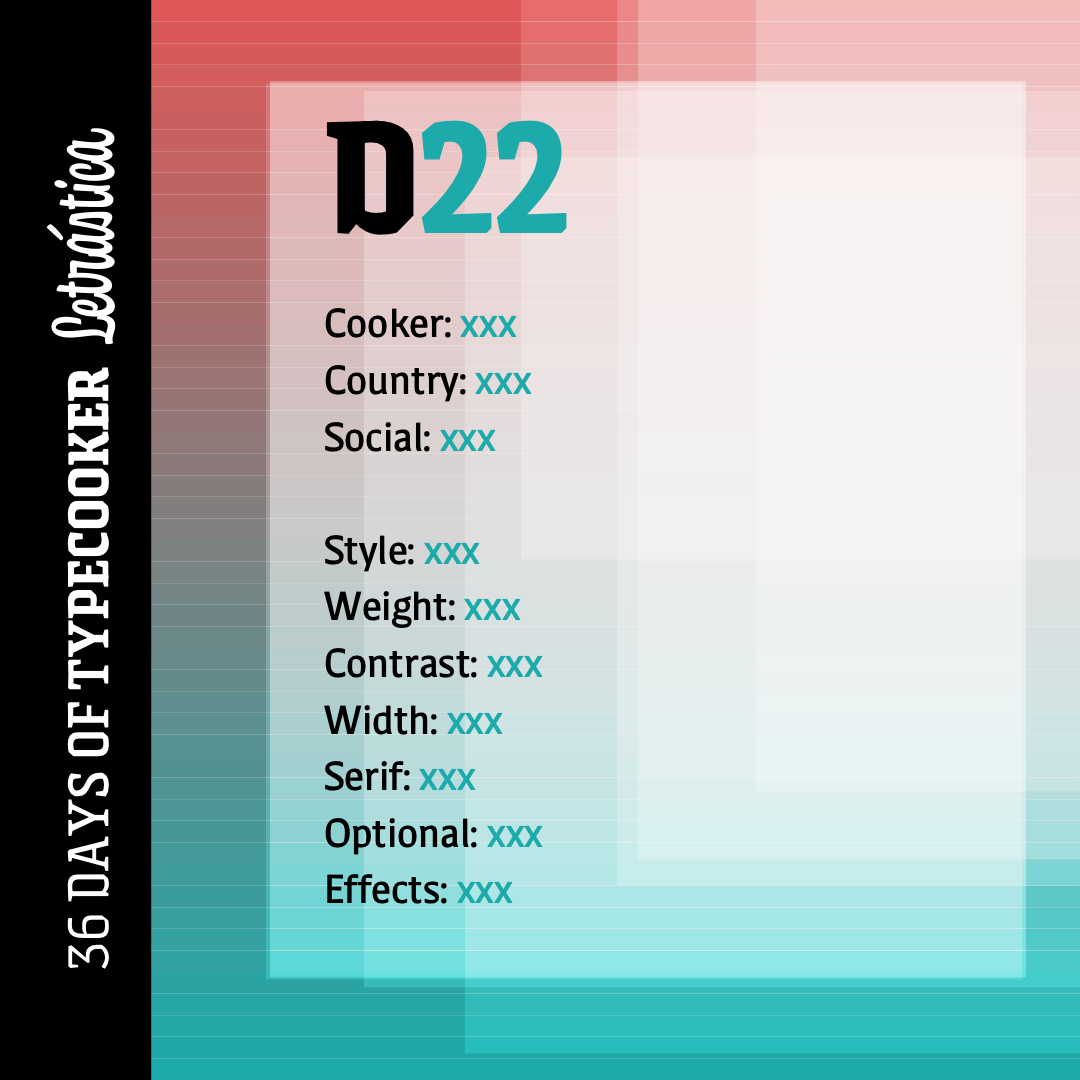 36 DAYS OF TYPECOOKER Letrástica
D22
Cooker: xxx
Country: xxx
Social: xxx
Style: xxx
Weight: xxx
Contrast: xxx
Width: xxx
Serif: xxx
Optional: xxx
Effects: xxx